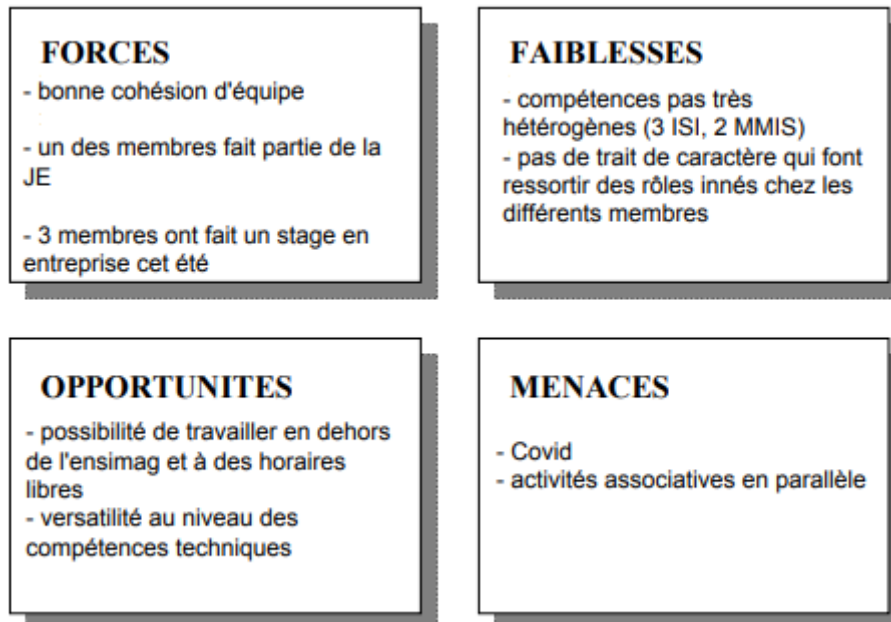 FORCES
- bonne cohésion d'équipe
- un des membres fait partie de la
JE
- 3 membres ont fait un stage en
entreprise cet été
FAIBLESSES
- compétences pas très
hétérogènes (3 ISI, 2 MMIS)
- pas de trait de caractère qui font
ressortir des rôles innés chez les
différents membres
OPPORTUNITES
- possibilité de travailler en dehors
de l'ensimag et à des horaires
libres
- versatilité au niveau des
compétences techniques
MENACES
- Covid
- activités associatives en parallèle